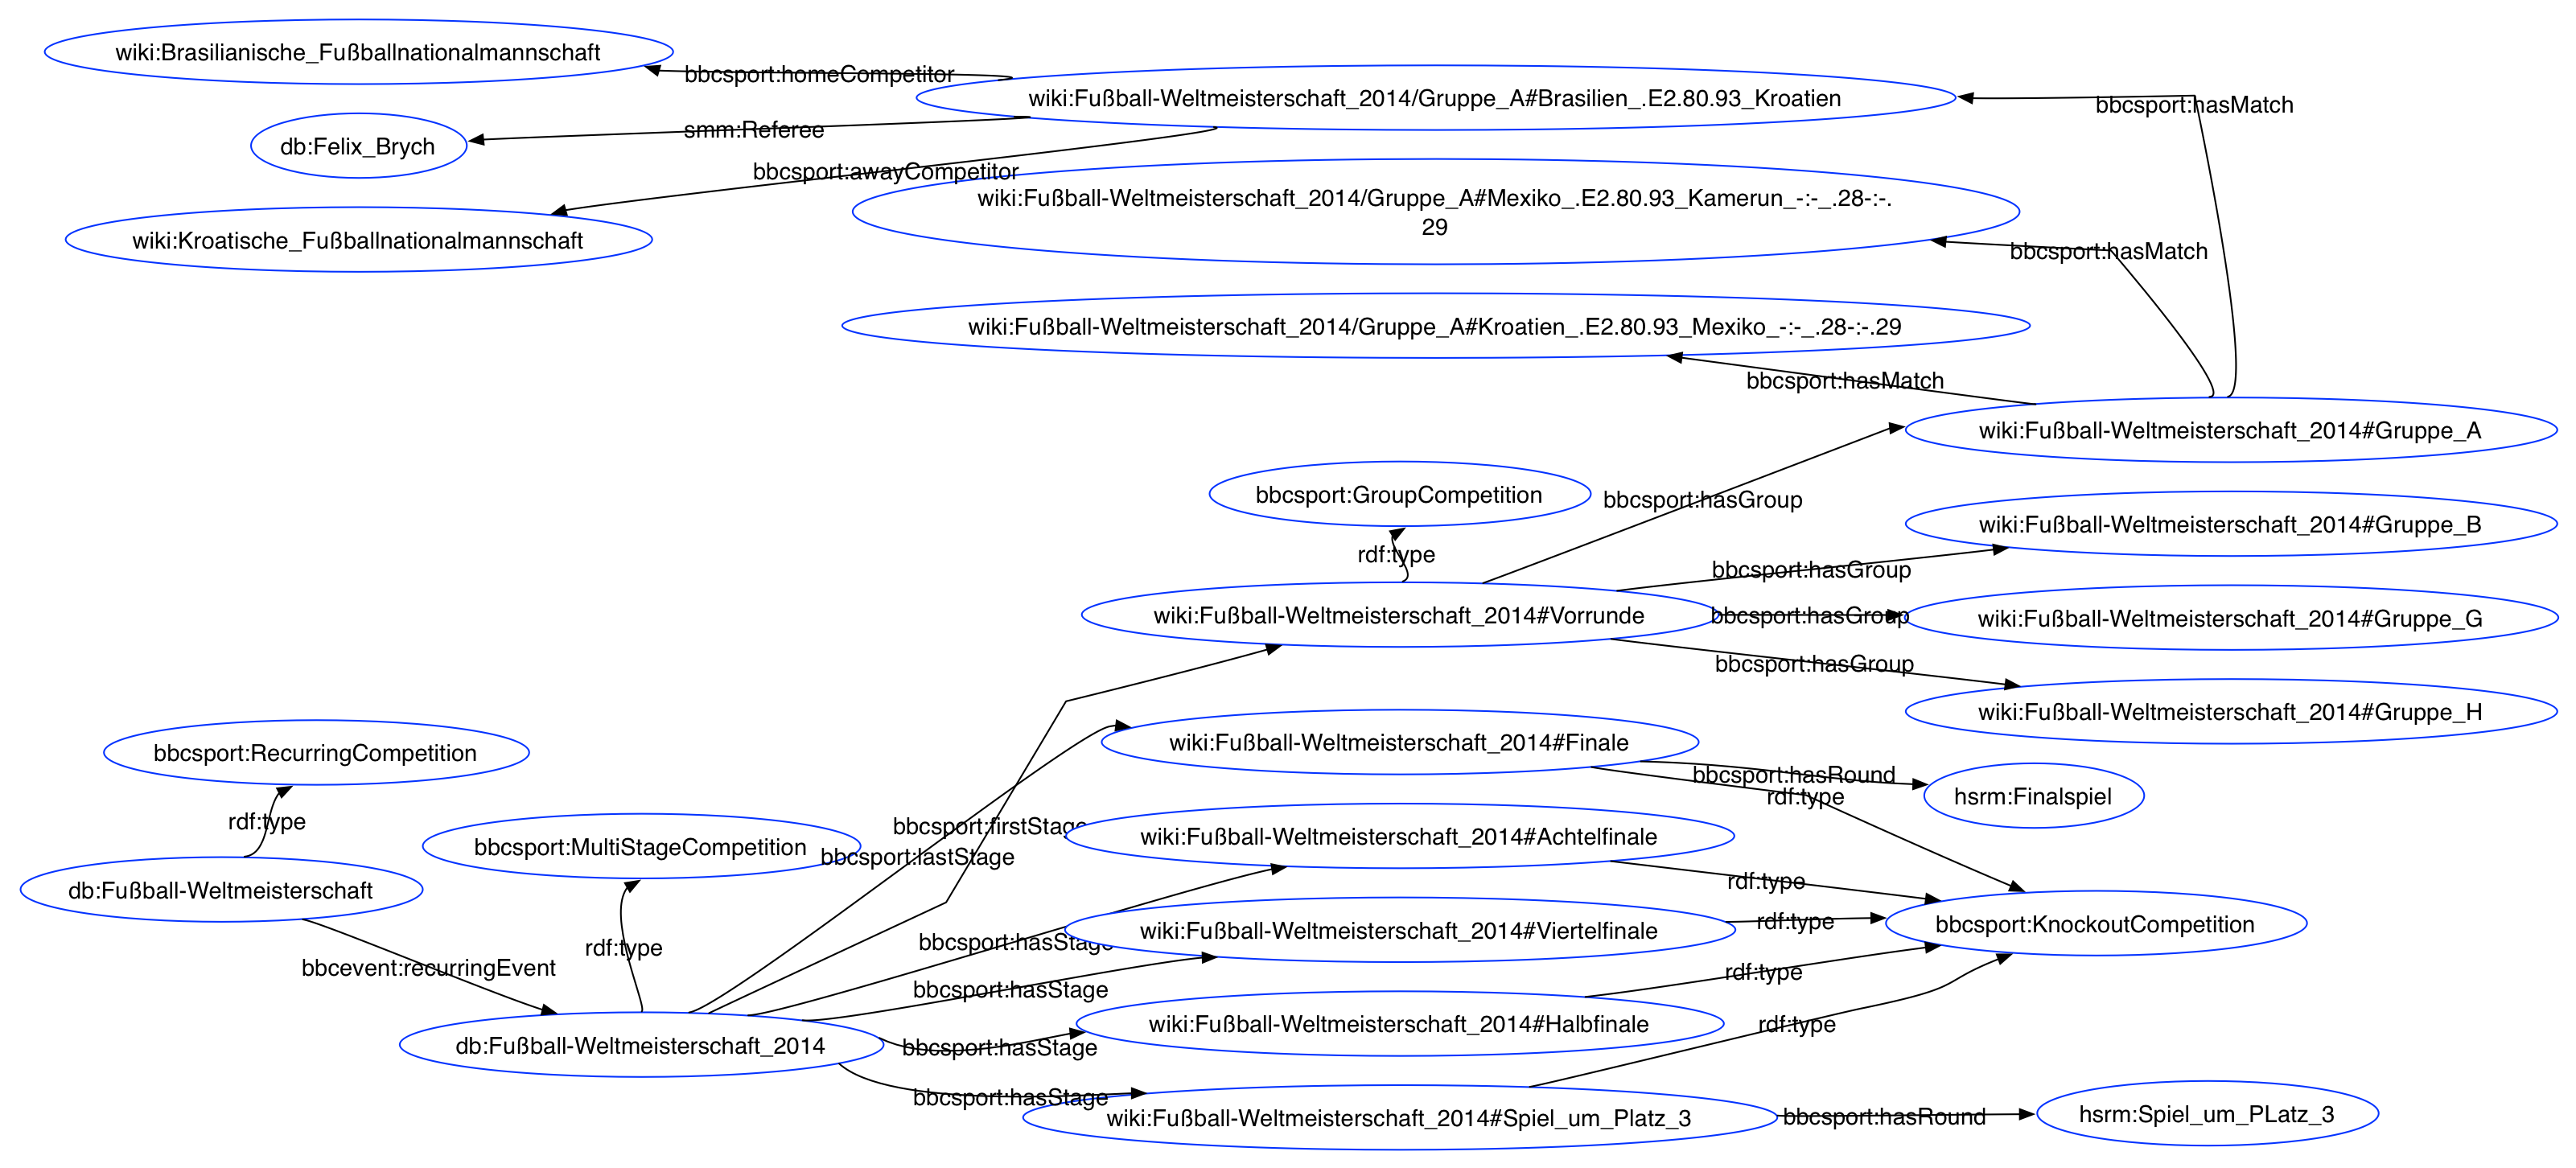 wiki:Brasilianische_Fußballnationalmannschaft
bbcsport:homeCompetitor
wiki:Fußball-Weltmeisterschaft_2014/Gruppe_A#Brasilien_.E2.80.93_Kroatien
bbcsport:hasMatch
smm:Referee
db:Felix_Brych
bbcsport:awayCompetitor
wiki:Fußball-Weltmeisterschaft_2014/Gruppe_A#Mexiko_.E2.80.93_Kamerun_-:-_.28-:-.
29
wiki:Kroatische_Fußballnationalmannschaft
bbcsport:hasMatch
wiki:Fußball-Weltmeisterschaft_2014/Gruppe_A#Kroatien_.E2.80.93_Mexiko_-:-_.28-:-.29
bbcsport:hasMatch
wiki:Fußball-Weltmeisterschaft_2014#Gruppe_A
bbcsport:GroupCompetition
bbcsport:hasGroup
wiki:Fußball-Weltmeisterschaft_2014#Gruppe_B
rdf:type
bbcsport:hasGroup
wiki:Fußball-Weltmeisterschaft_2014#Vorrunde
bbcsport:hasGroup
wiki:Fußball-Weltmeisterschaft_2014#Gruppe_G
bbcsport:hasGroup
wiki:Fußball-Weltmeisterschaft_2014#Gruppe_H
wiki:Fußball-Weltmeisterschaft_2014#Finale
bbcsport:RecurringCompetition
bbcsport:hasRound
rdf:type
hsrm:Finalspiel
rdf:type
bbcsport:firstStage
wiki:Fußball-Weltmeisterschaft_2014#Achtelfinale
bbcsport:MultiStageCompetition
bbcsport:lastStage
db:Fußball-Weltmeisterschaft
rdf:type
rdf:type
bbcsport:hasStage
wiki:Fußball-Weltmeisterschaft_2014#Viertelfinale
rdf:type
bbcsport:KnockoutCompetition
bbcevent:recurringEvent
rdf:type
bbcsport:hasStage
db:Fußball-Weltmeisterschaft_2014
bbcsport:hasStage
wiki:Fußball-Weltmeisterschaft_2014#Halbfinale
rdf:type
bbcsport:hasStage
wiki:Fußball-Weltmeisterschaft_2014#Spiel_um_Platz_3
bbcsport:hasRound
hsrm:Spiel_um_PLatz_3